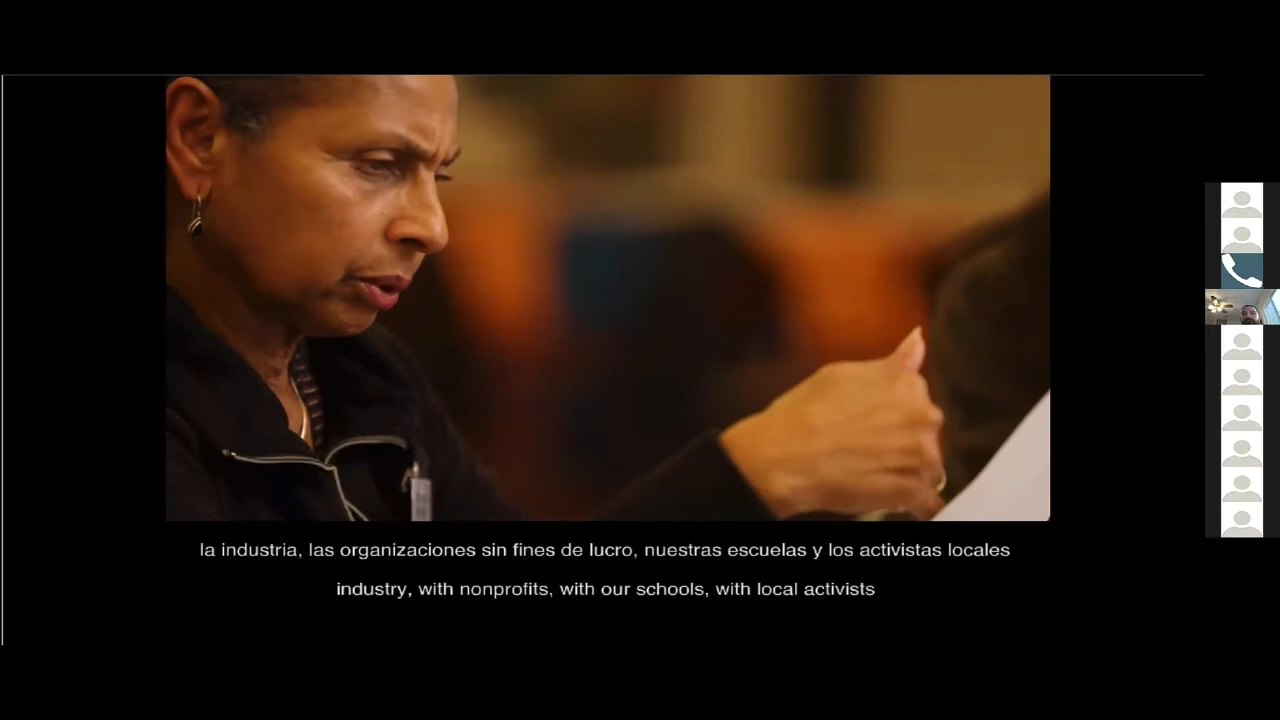 la industria, las organizaciones sin fines de lucro, nuestras escuelas y los activistas locales
industry, with nonprofits, with our schools, with local activists